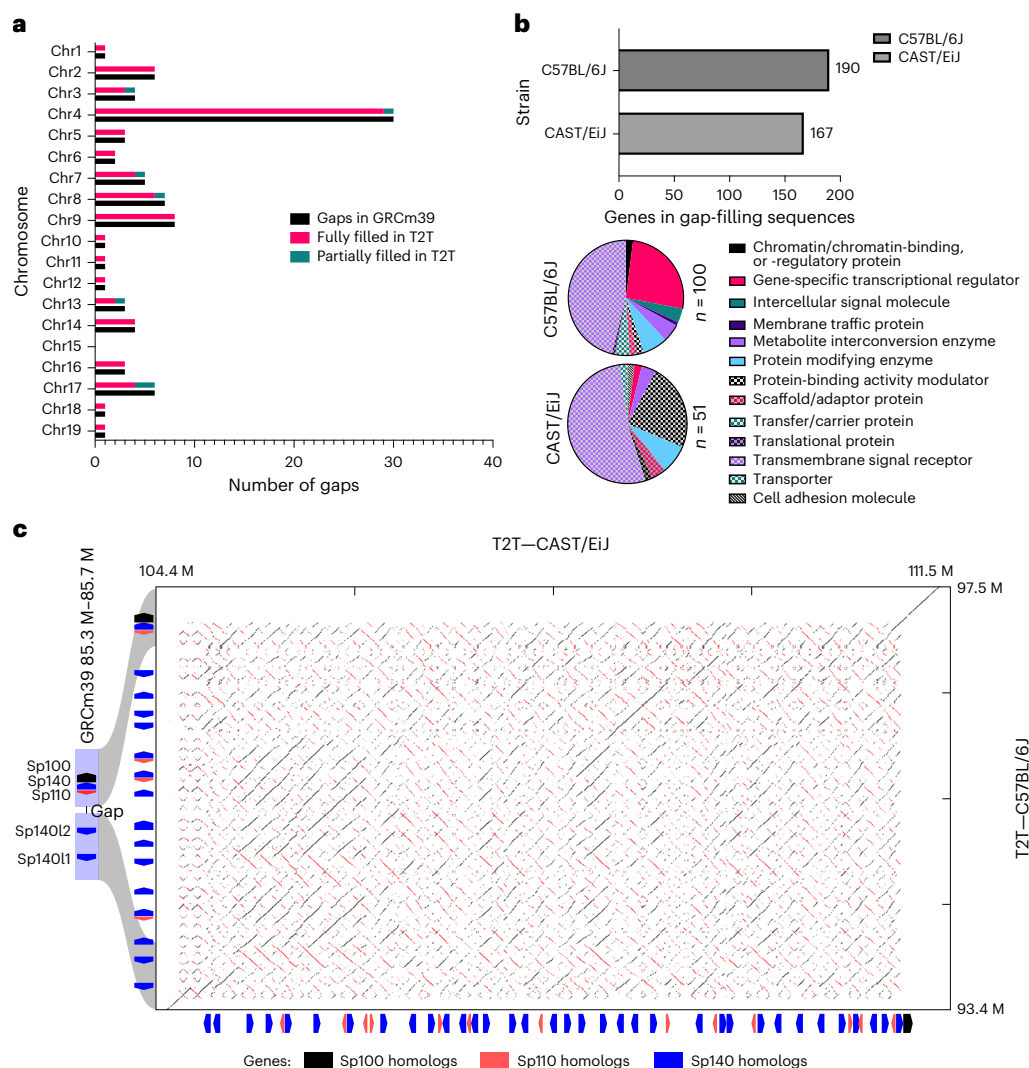 a
Chromosome
Chr1
Chr2
Chr3
Chr4
Chr5
Chr6
Chr7
Chr8
Chr9
Chr10
Chr11
Chr12
Chr13
Chr14
Chr15
Chr16
Chr17
Chr18
Chr19
Gaps in GRCm39
Fully filled in T2T
Partially filled in T2T
0 10 20 30 40
Number of gaps
b
Strain
C57BL/6J
190
CAST/EiJ
167
C57BL/6J
CAST/EiJ
0 50 100 150 200
Genes in gap-filling sequences
C57BL/6J
n = 100
CAST/EiJ
n = 51
Chromatin/chromatin-binding,
or -regulatory protein
Gene-specific transcriptional regulator
Intercellular signal molecule
Membrane traffic protein
Metabolite interconversion enzyme
Protein modifying enzyme
Protein-binding activity modulator
Scaffold/adaptor protein
Transfer/carrier protein
Translational protein
Transmembrane signal receptor
Transporter
Cell adhesion molecule
c
T2T—CAST/EiJ
104.4 M
111.5 M
97.5 M
93.4 M
T2T—C57BL/6J
GRCm39 85.3 M–85.7 M
Sp100
Sp140
Sp110
Gap
Sp140l2
Sp140l1
Genes: Sp100 homologs Sp110 homologs Sp140 homologs